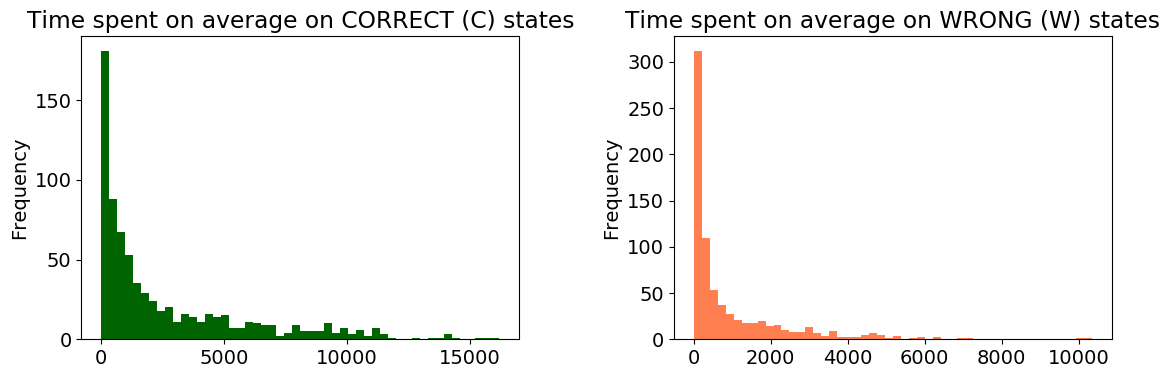 Time spent on average on CORRECT (C) states
Frequency
150
100
50
0
0 5000 10000 15000
Time spent on average on WRONG (W) states
Frequency
300
250
200
150
100
50
0
0 2000 4000 6000 8000 10000